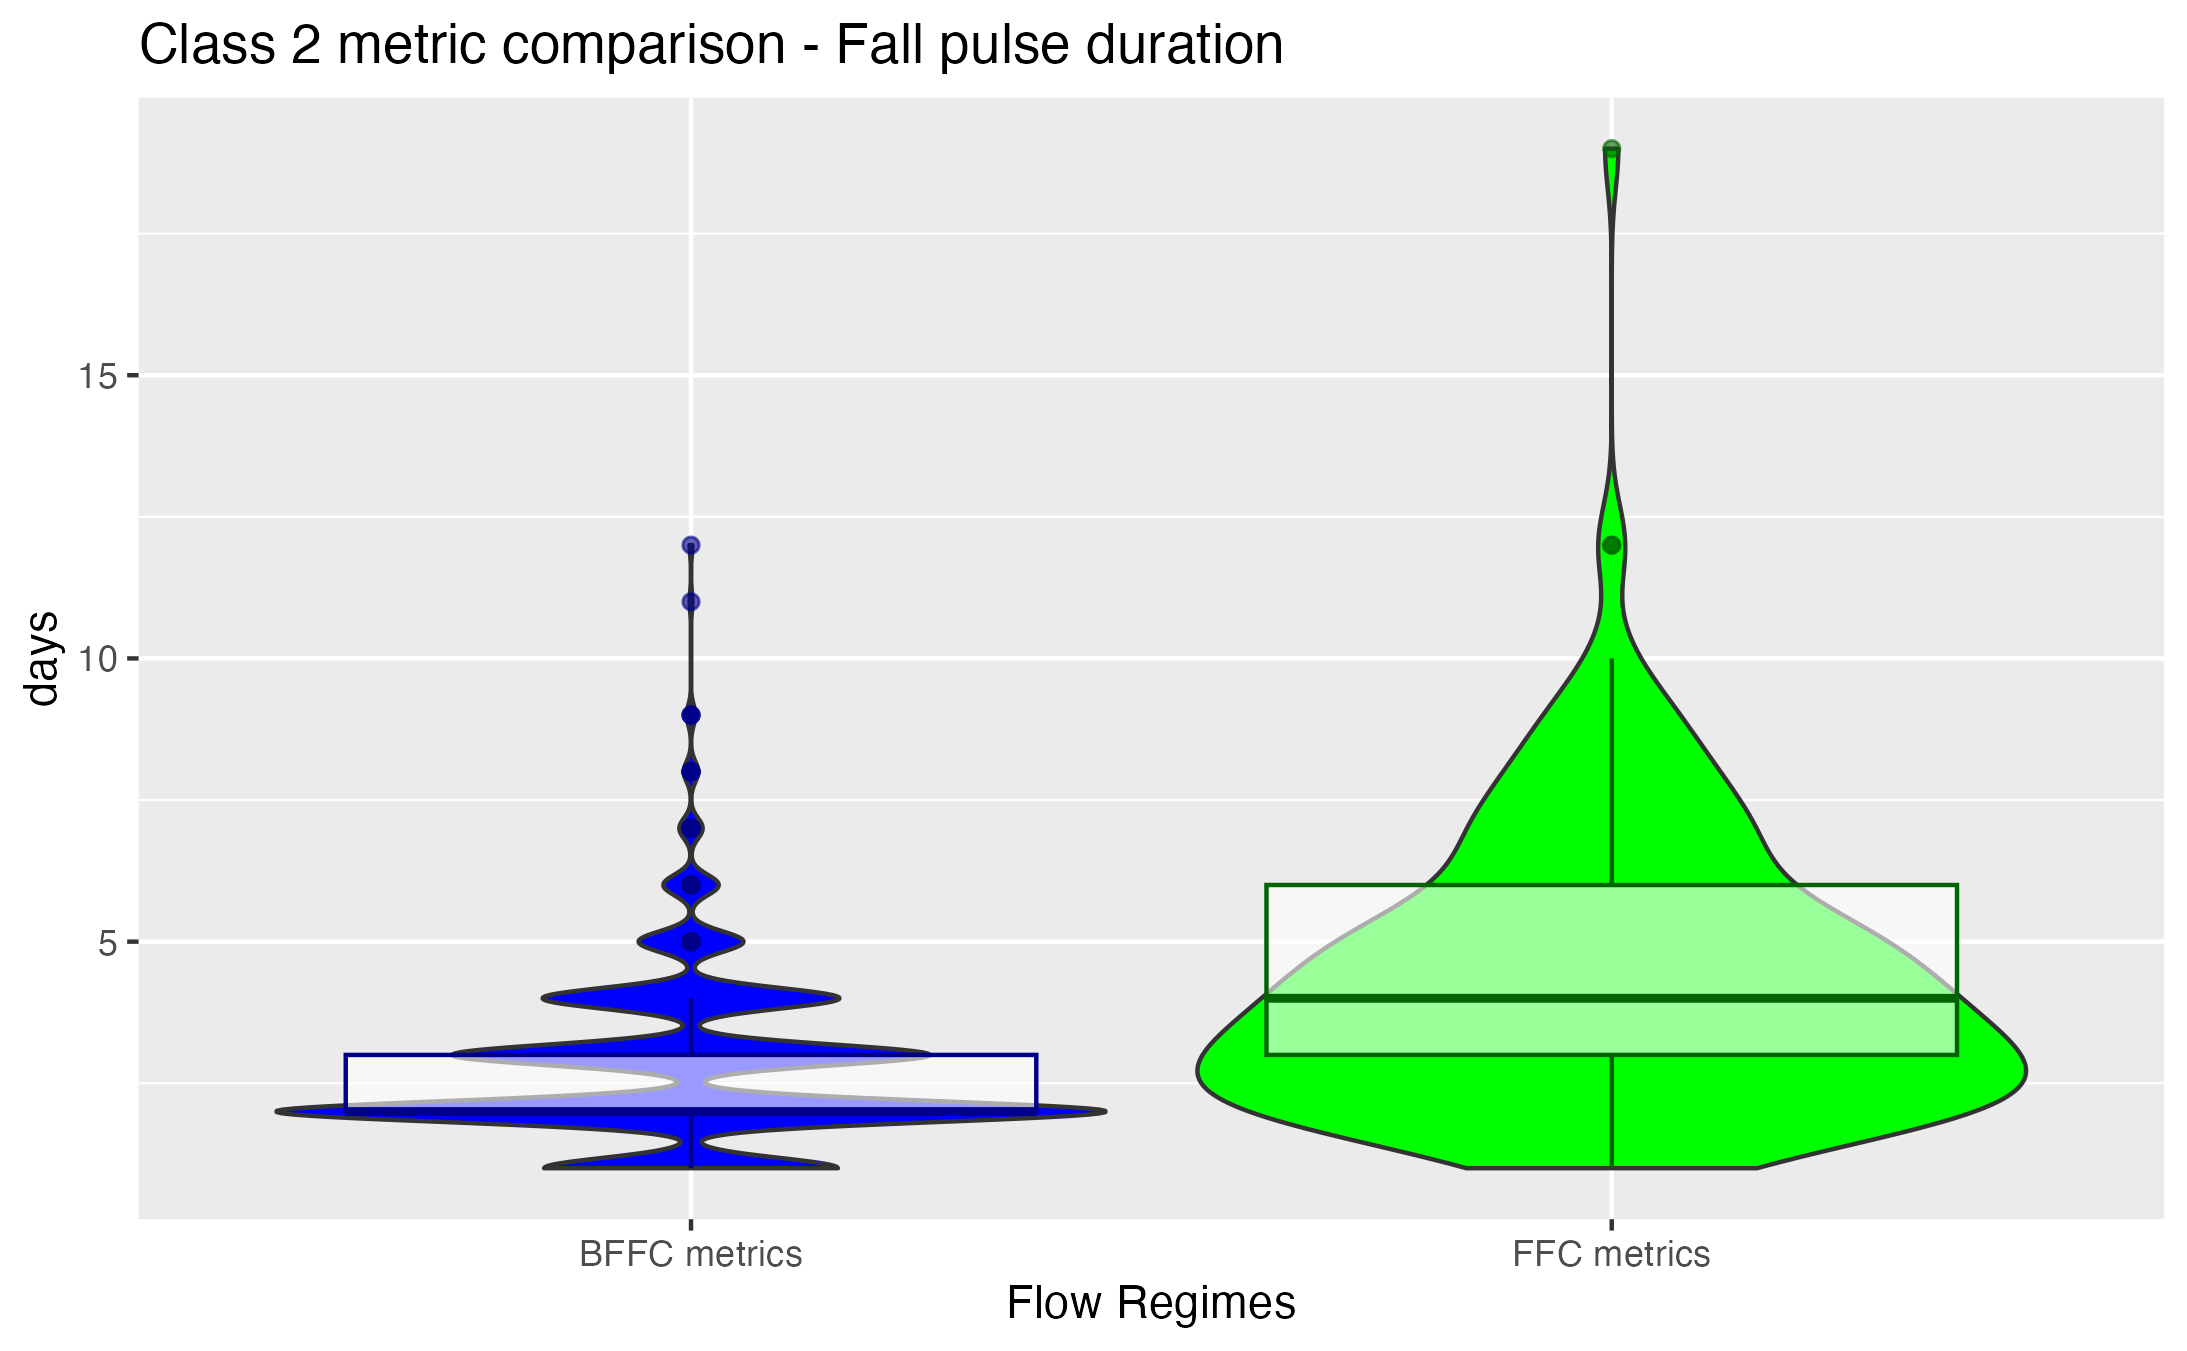 Class 2 metric comparison - Fall pulse duration
days
15
10
5
BFFC metrics
FFC metrics
Flow Regimes